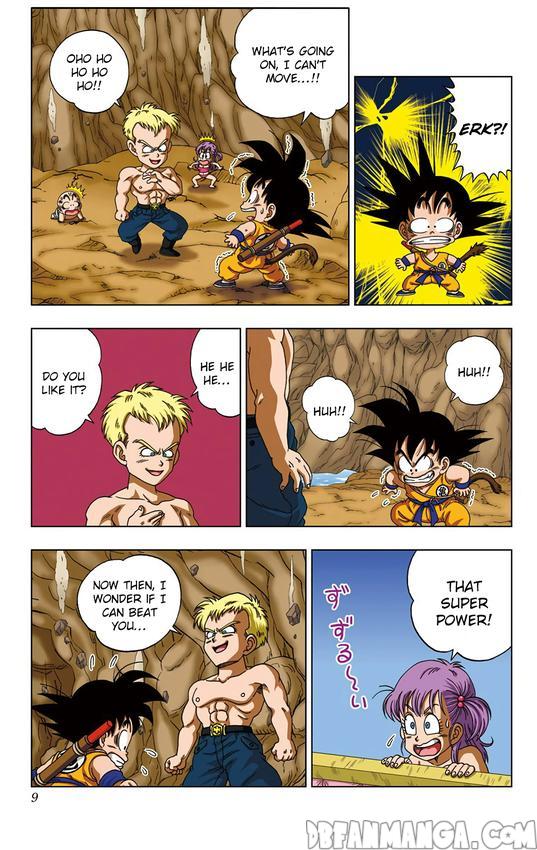 OHO HO
HO HO
HO!!
WHAT'S GOING
ON, I CAN'T
MOVE...!!
ERK?!
DO YOU
LIKE IT?
HE HE
HE...
HUH!!
HUH!!
NOW THEN, I
WONDER IF I
CAN BEAT
YOU...
THAT
SUPER
POWER!
ずずる〜い
9
DBFANMANGA.COM